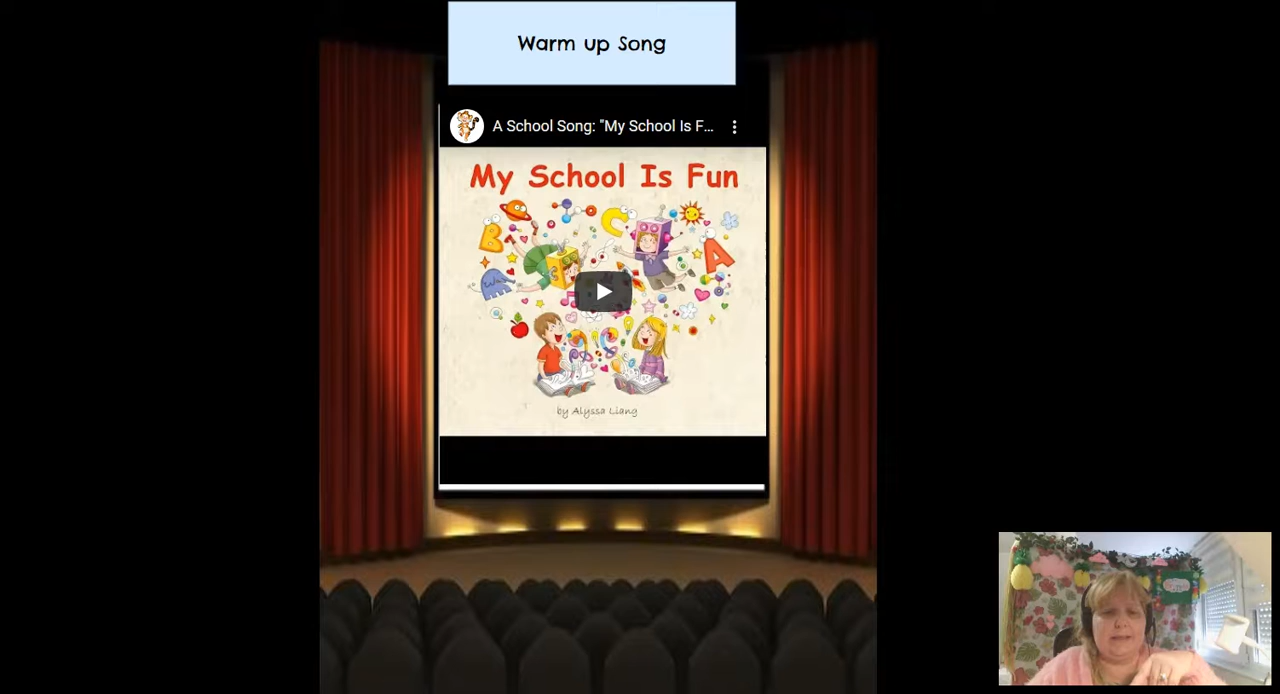 Warm up Song
A School Song: "My School Is F...
My School Is Fun
B
C
A
by Alyssa Liang